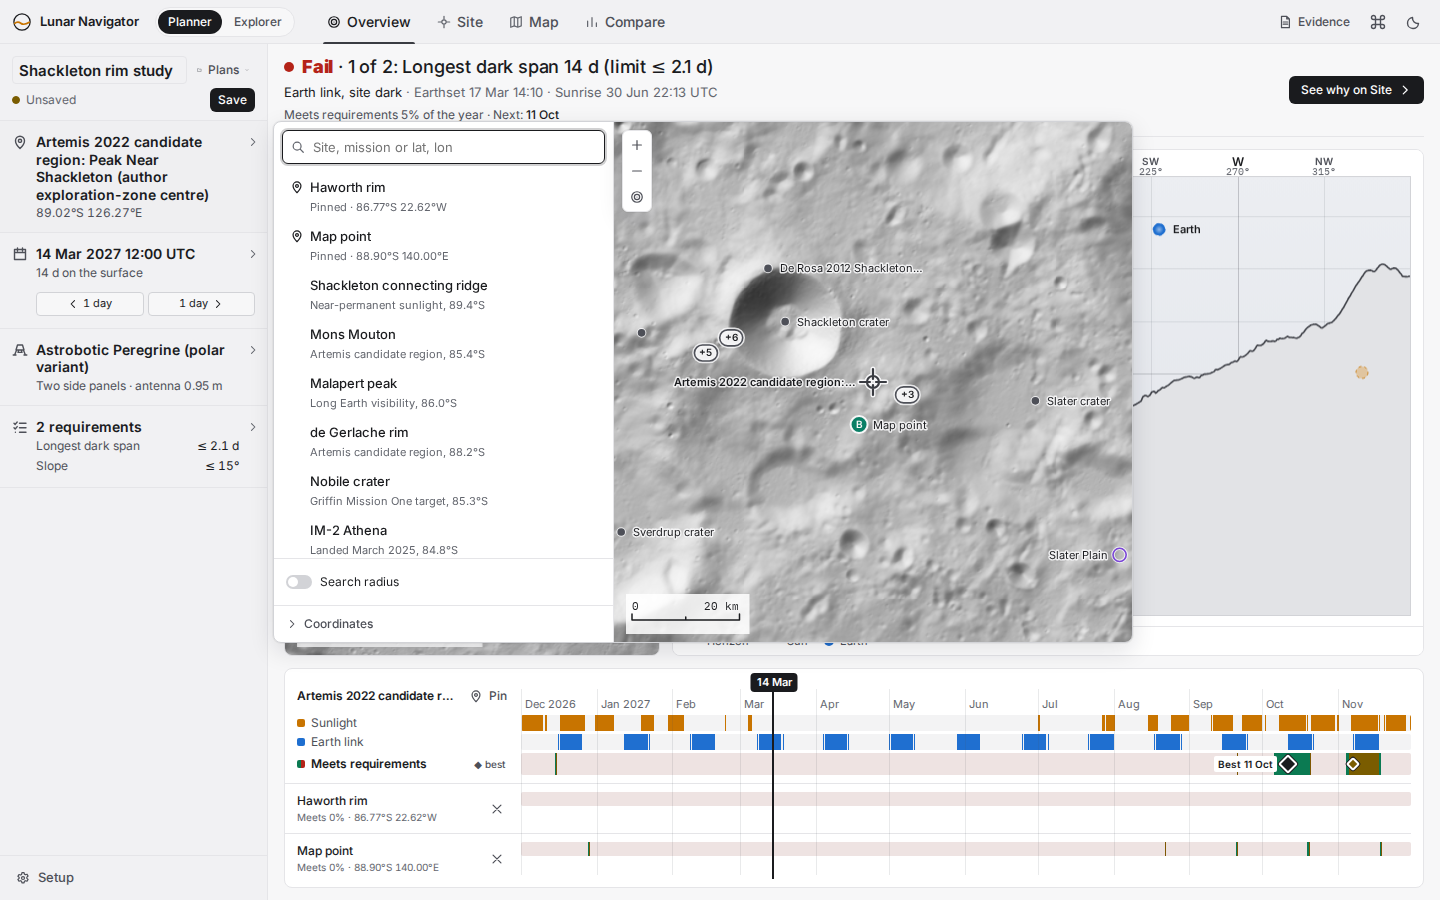 Lunar Navigator
Planner
Explorer
Overview
Site
Map
Compare
Evidence
Shackleton rim study
Plans
Unsaved
Save
Artemis 2022 candidate
region: Peak Near
Shackleton (author
exploration-zone centre)
89.02°S 126.27°E
14 Mar 2027 12:00 UTC
14 d on the surface
1 day
1 day
Astrobotic Peregrine (polar
variant)
Two side panels · antenna 0.95 m
2 requirements
Longest dark span ≤ 2.1 d
Slope ≤ 15°
Setup
Fail · 1 of 2: Longest dark span 14 d (limit ≤ 2.1 d)
Earth link, site dark · Earthset 17 Mar 14:10 · Sunrise 30 Jun 22:13 UTC
Meets requirements 5% of the year · Next: 11 Oct
See why on Site
Site, mission or lat, lon
Haworth rim
Pinned · 86.77°S 22.62°W
Map point
Pinned · 88.90°S 140.00°E
Shackleton connecting ridge
Near-permanent sunlight, 89.4°S
Mons Mouton
Artemis candidate region, 85.4°S
Malapert peak
Long Earth visibility, 86.0°S
de Gerlache rim
Artemis candidate region, 88.2°S
Nobile crater
Griffin Mission One target, 85.3°S
IM-2 Athena
Landed March 2025, 84.8°S
Search radius
Coordinates
De Rosa 2012 Shackleton...
Shackleton crater
+6
+5
Artemis 2022 candidate region:...
+3
Slater crater
B
Map point
Sverdrup crater
Slater Plain
0 20 km
SW
225°
W
270°
NW
315°
Earth
Artemis 2022 candidate r...
Pin
Dec 2026
Jan 2027
Feb
Mar
14 Mar
Apr
May
Jun
Jul
Aug
Sep
Oct
Nov
Sunlight
Earth link
Meets requirements
◆ best
Best 11 Oct
Haworth rim
Meets 0% · 86.77°S 22.62°W
Map point
Meets 0% · 88.90°S 140.00°E